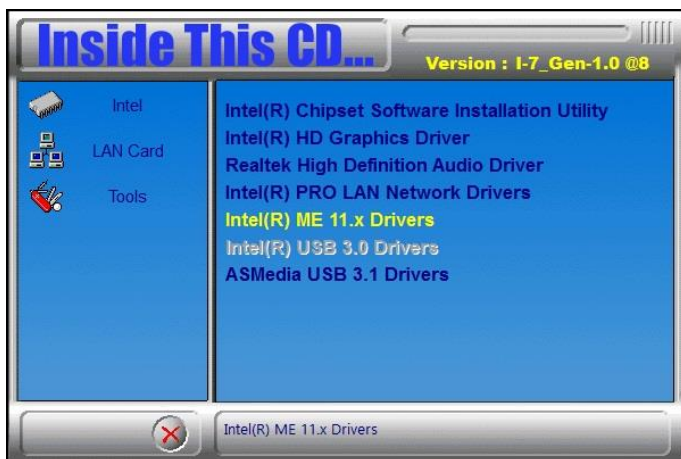 Inside This CD...
Version : I-7_Gen-1.0 @8
Intel
LAN Card
Tools
Intel(R) Chipset Software Installation Utility
Intel(R) HD Graphics Driver
Realtek High Definition Audio Driver
Intel(R) PRO LAN Network Drivers
Intel(R) ME 11.x Drivers
Intel(R) USB 3.0 Drivers
ASMedia USB 3.1 Drivers
Intel(R) ME 11.x Drivers